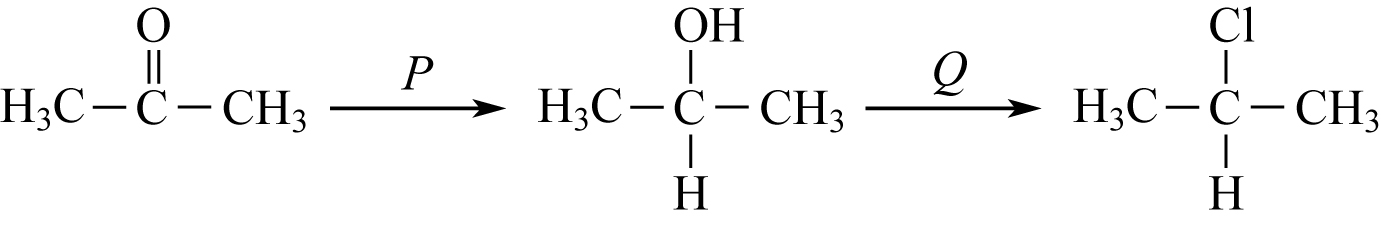 O OH Cl
H₃C–C–CH₃ P H₃C–C–CH₃ Q H₃C–C–CH₃
H H